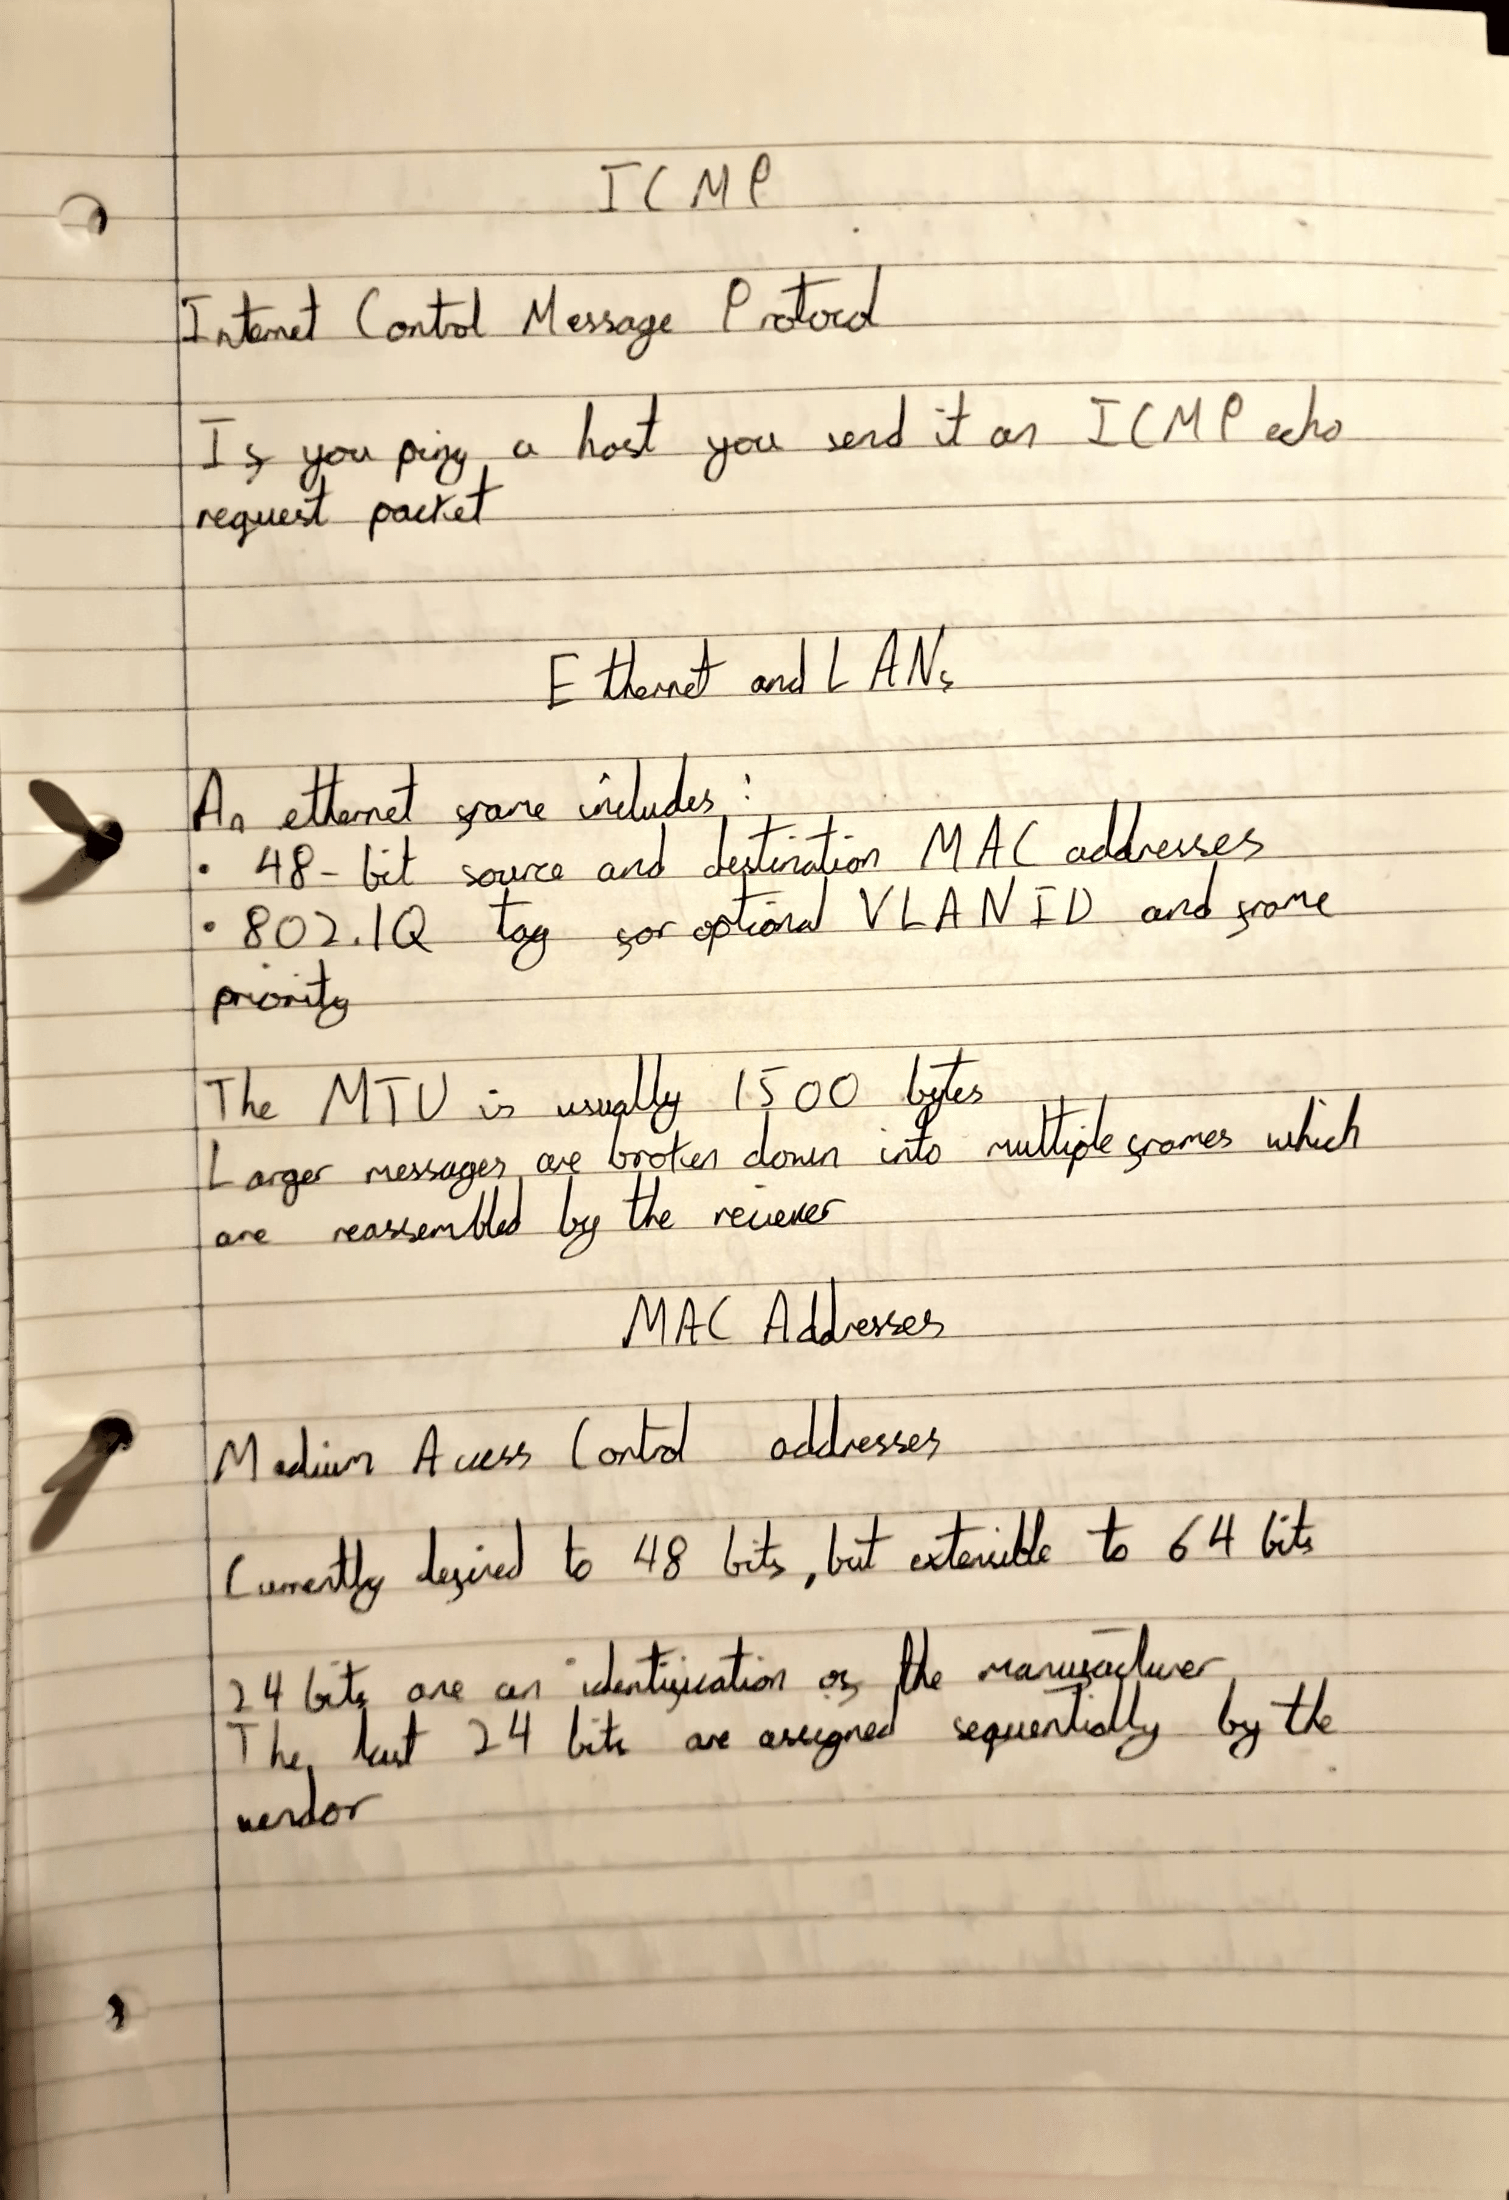 ICMP
Internet Control Message Protocol
If you ping a host you send it an ICMP echo
request packet
Ethernet and LANs
An ethernet frame includes:
• 48-bit source and destination MAC addresses
• 802.1Q tag for optional VLAN ID and frame
priority
The MTU is usually 1500 bytes
Larger messages are broken down into multiple frames which
are reassembled by the reciever
MAC Addresses
Medium Access Control addresses
Currently defined to 48 bits, but extensible to 64 bits
24 bits are an identification of the manufacturer
The last 24 bits are assigned sequentially by the
vendor